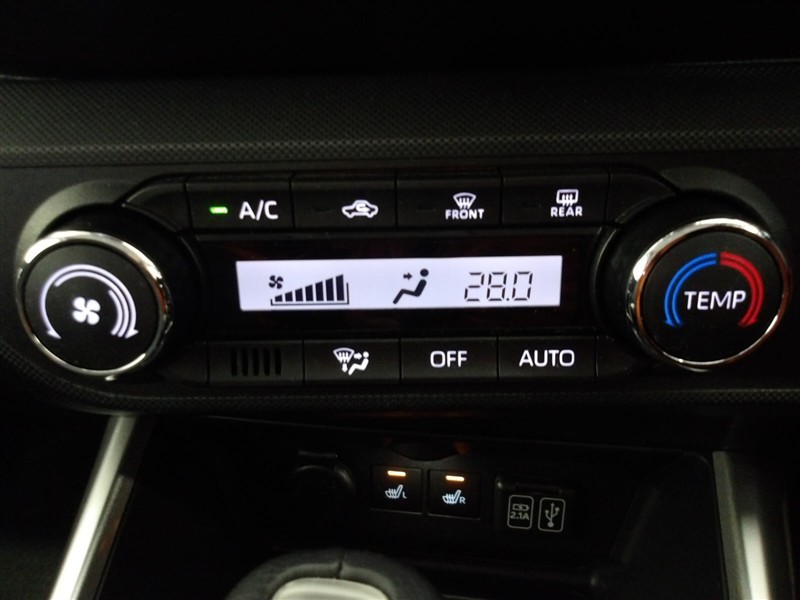 A/C
FRONT
REAR
28.0
TEMP
OFF
AUTO
L
R
2.1A